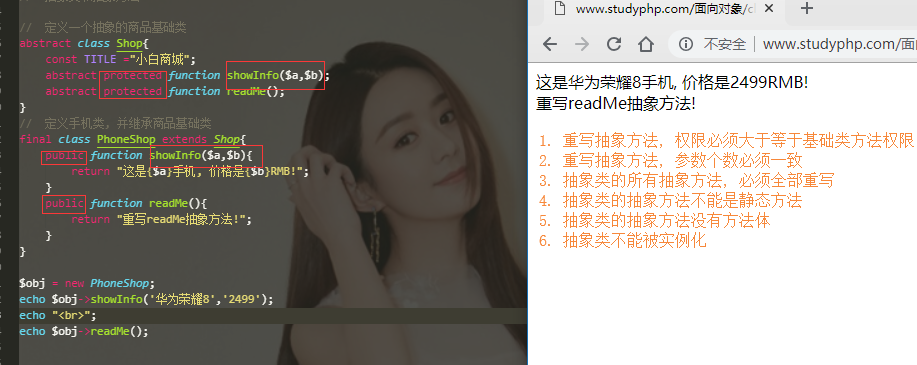 //  定义一个抽象的商品基础类
abstract class Shop{
const TITLE ="小白商城";
abstract protected function showInfo($a,$b);
abstract protected function readMe();
}
//  定义手机类，并继承商品基础类
final class PhoneShop extends Shop{
public function showInfo($a,$b){
return "这是{$a}手机, 价格是{$b}RMB!";
}
public function readMe(){
return "重写readMe抽象方法!";
}
}
$obj = new PhoneShop;
echo $obj->showInfo('华为荣耀8','2499');
echo "<br>";
echo $obj->readMe();
www.studyphp.com/面向对象/cl
不安全
www.studyphp.com/面向对象
这是华为荣耀8手机, 价格是2499RMB!
重写readMe抽象方法!
1. 重写抽象方法, 权限必须大于等于基础类方法权限
2. 重写抽象方法, 参数个数必须一致
3. 抽象类的所有抽象方法, 必须全部重写
4. 抽象类的抽象方法不能是静态方法
5. 抽象类的抽象方法没有方法体
6. 抽象类不能被实例化